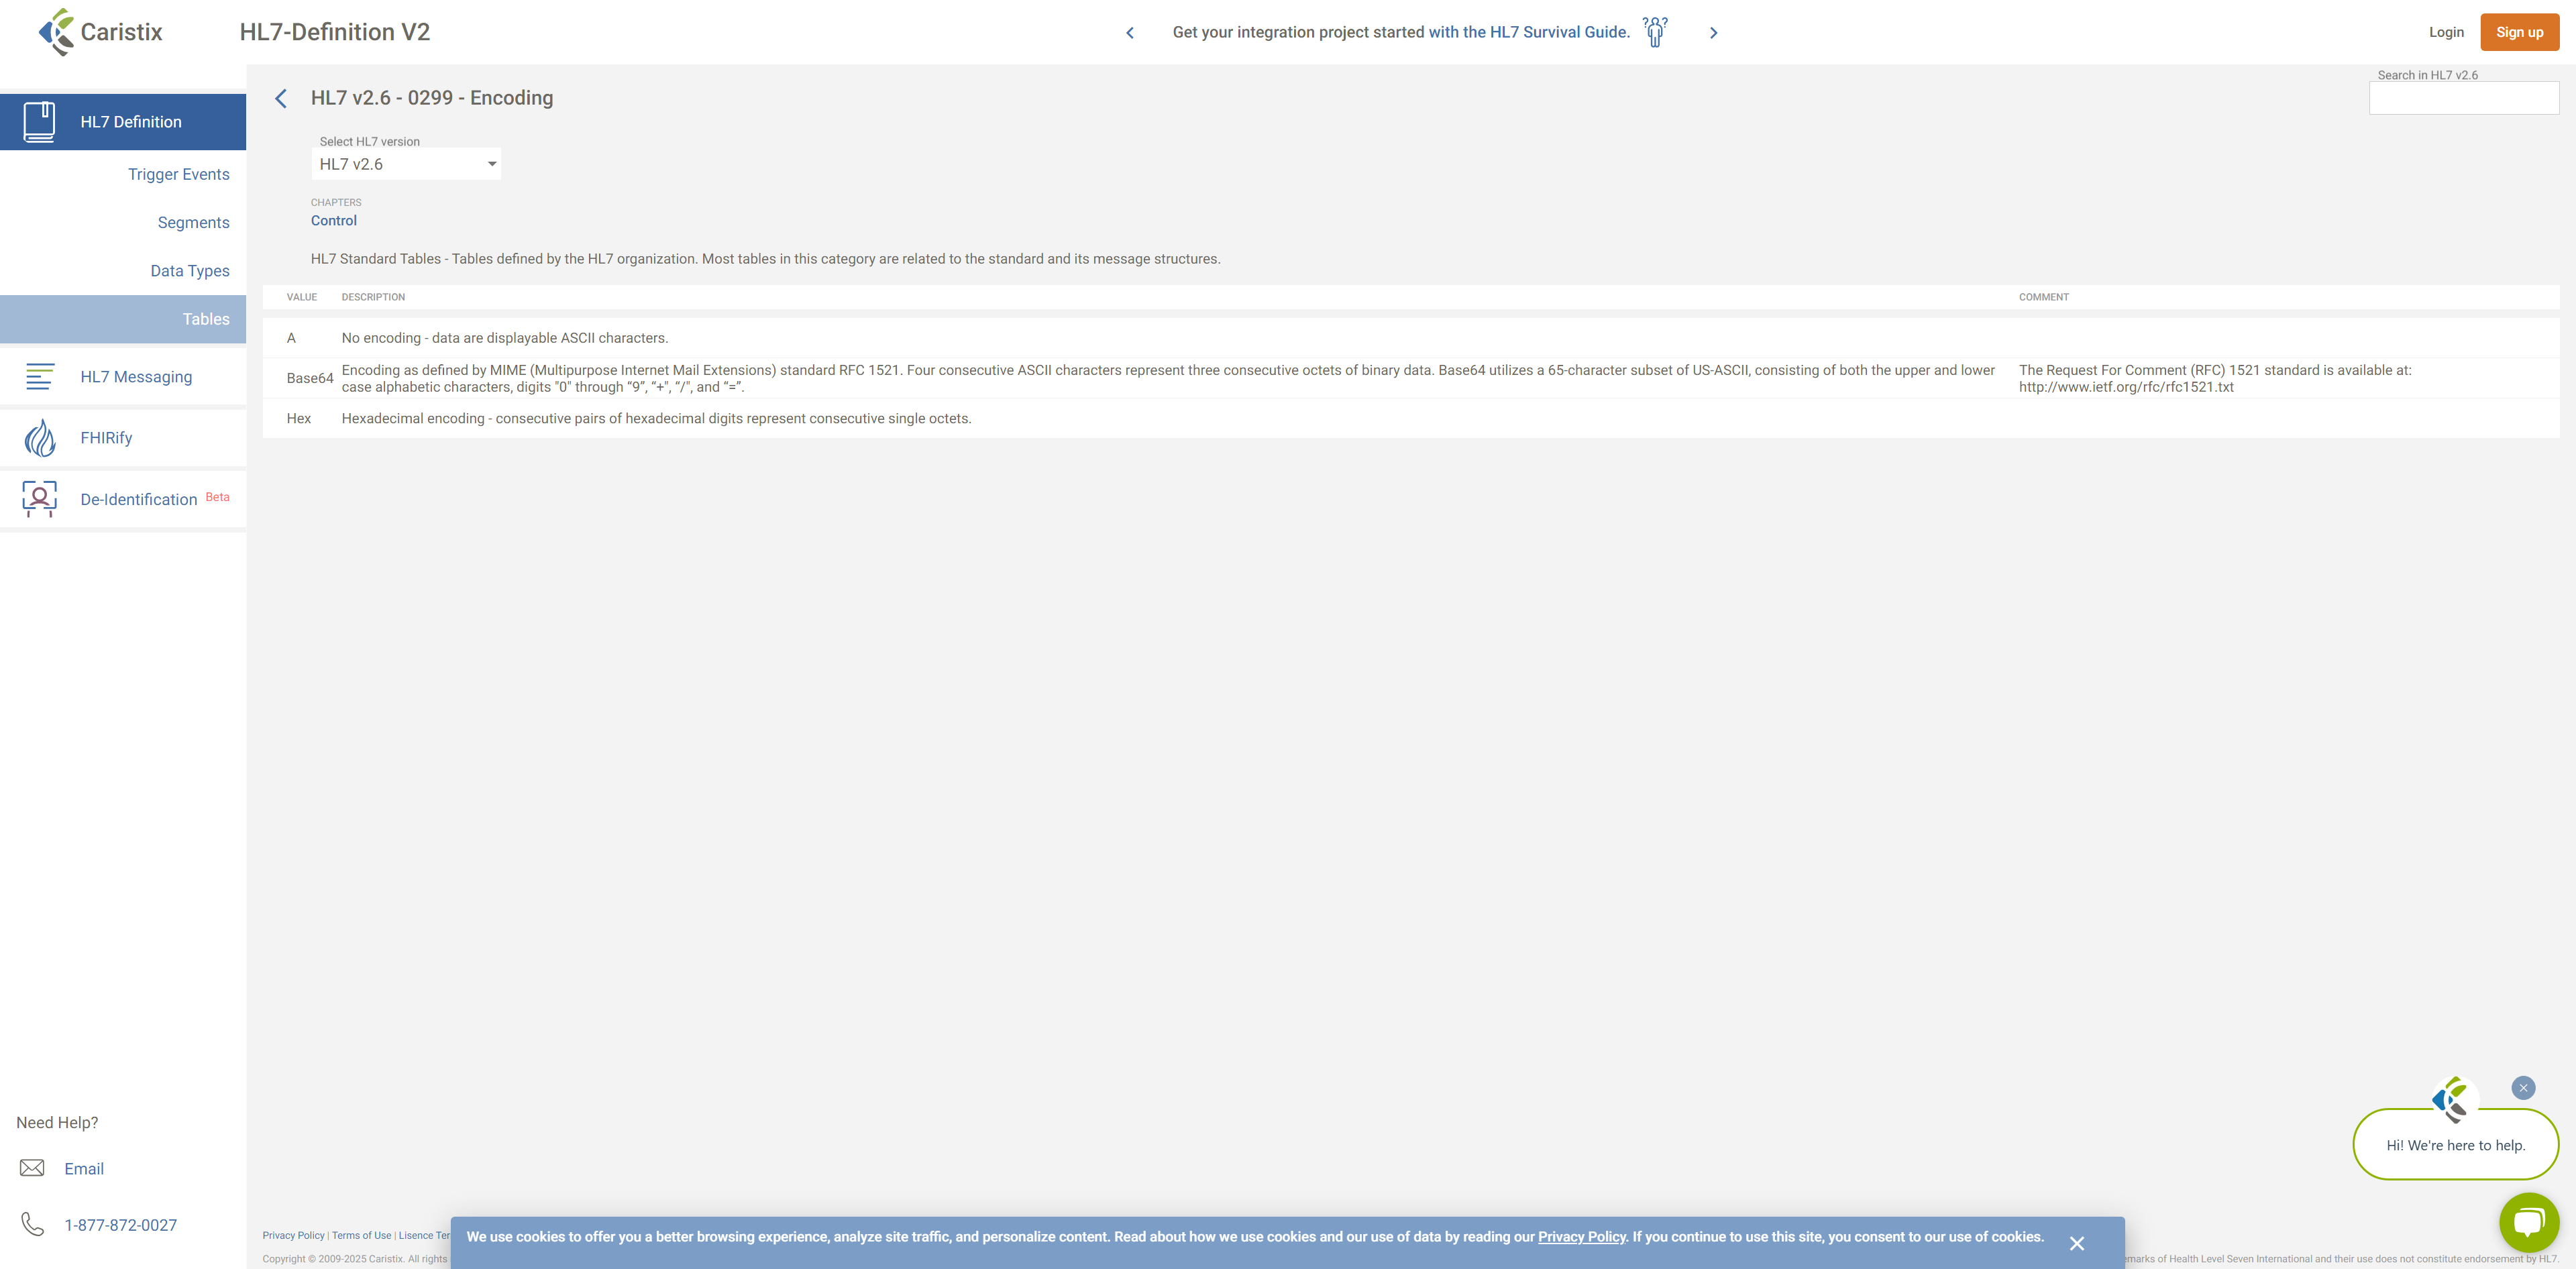 Caristix
HL7-Definition V2
Get your integration project started with the HL7 Survival Guide.
Login
Sign up
HL7 Definition
Trigger Events
Segments
Data Types
Tables
HL7 Messaging
FHIRify
De-Identification Beta
Need Help?
Email
1-877-872-0027
HL7 v2.6 - 0299 - Encoding
Search in HL7 v2.6
Select HL7 version
HL7 v2.6
CHAPTERS
Control
HL7 Standard Tables - Tables defined by the HL7 organization. Most tables in this category are related to the standard and its message structures.
VALUE DESCRIPTION COMMENT
A No encoding - data are displayable ASCII characters.
Base64 Encoding as defined by MIME (Multipurpose Internet Mail Extensions) standard RFC 1521. Four consecutive ASCII characters represent three consecutive octets of binary data. Base64 utilizes a 65-character subset of US-ASCII, consisting of both the upper and lower
case alphabetic characters, digits "0" through “9”, “+", “/", and “=”.
The Request For Comment (RFC) 1521 standard is available at:
http://www.ietf.org/rfc/rfc1521.txt
Hex Hexadecimal encoding - consecutive pairs of hexadecimal digits represent consecutive single octets.
Hi! We're here to help.
Privacy Policy | Terms of Use | Lisence Ter
We use cookies to offer you a better browsing experience, analyze site traffic, and personalize content. Read about how we use cookies and our use of data by reading our Privacy Policy. If you continue to use this site, you consent to our use of cookies.
Copyright © 2009-2025 Caristix. All rights
emarks of Health Level Seven International and their use does not constitute endorsement by HL7.